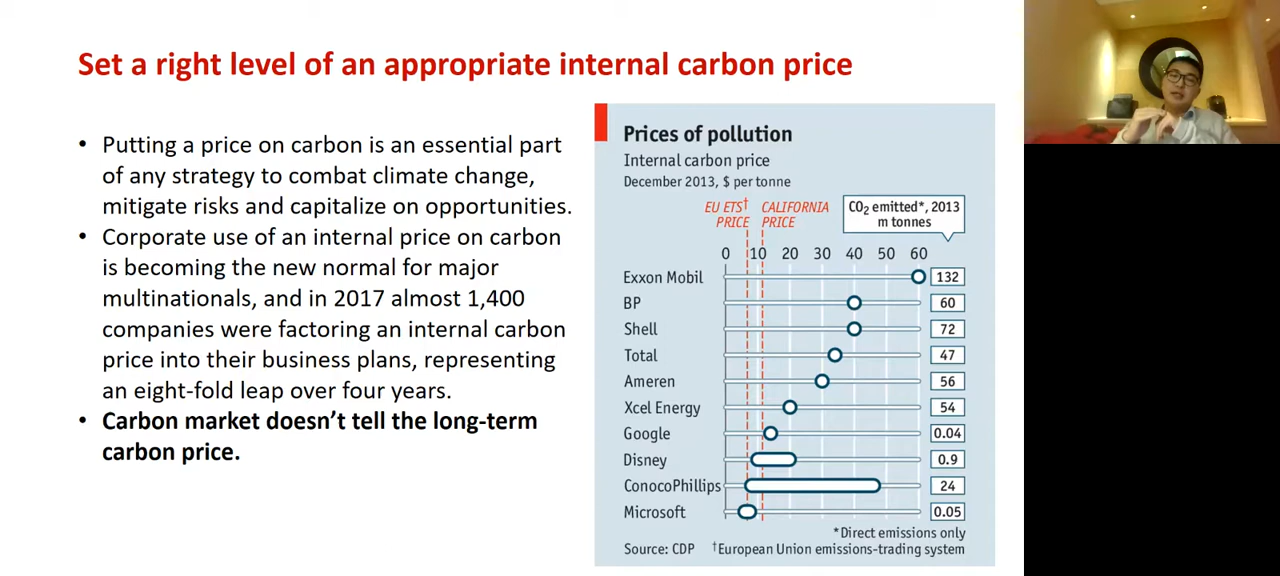 Set a right level of an appropriate internal carbon price
• Putting a price on carbon is an essential part
of any strategy to combat climate change,
mitigate risks and capitalize on opportunities.
• Corporate use of an internal price on carbon
is becoming the new normal for major
multinationals, and in 2017 almost 1,400
companies were factoring an internal carbon
price into their business plans, representing
an eight-fold leap over four years.
• Carbon market doesn't tell the long-term
carbon price.
Prices of pollution
Internal carbon price
December 2013, $ per tonne
EU ETS†
PRICE
CALIFORNIA
PRICE
CO₂ emitted*, 2013
m tonnes
0 10 20 30 40 50 60
Exxon Mobil 132
BP 60
Shell 72
Total 47
Ameren 56
Xcel Energy 54
Google 0.04
Disney 0.9
ConocoPhillips 24
Microsoft 0.05
*Direct emissions only
Source: CDP †European Union emissions-trading system